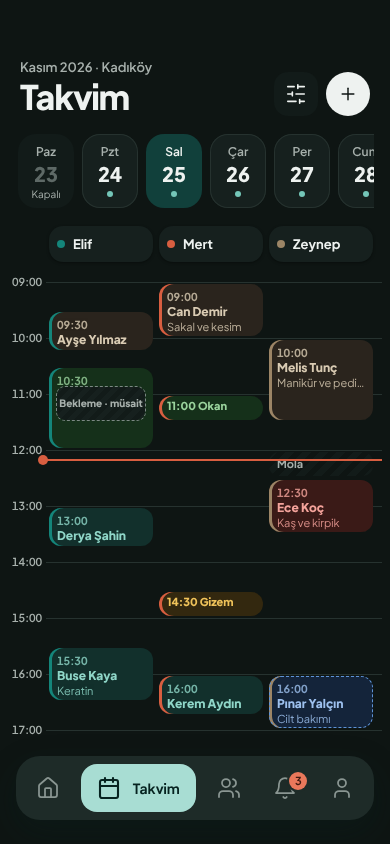 Kasım 2026 · Kadıköy
Takvim
Paz
23
Kapalı
Pzt
24
Sal
25
Çar
26
Per
27
Cum
28
Elif
Mert
Zeynep
09:00
09:00
Can Demir
Sakal ve kesim
09:30
Ayşe Yılmaz
10:00
10:00
Melis Tunç
Manikür ve pedi...
10:30
Bekleme · müsait
11:00
11:00 Okan
12:00
Mola
12:30
Ece Koç
Kaş ve kirpik
13:00
13:00
Derya Şahin
14:00
14:30 Gizem
15:00
15:30
Buse Kaya
Keratin
16:00
16:00
Kerem Aydın
16:00
Pınar Yalçın
Cilt bakımı
17:00
Takvim
3